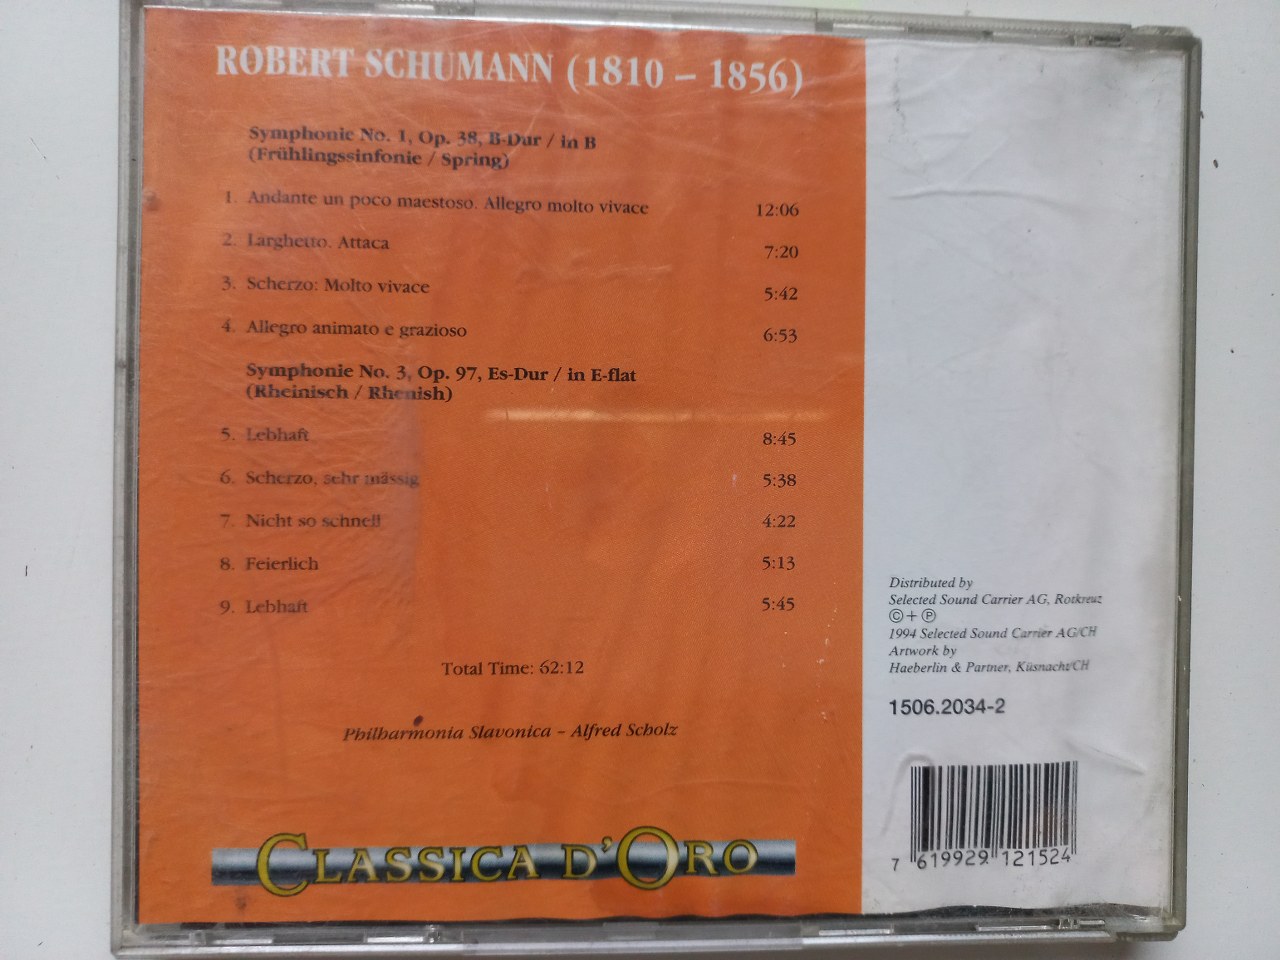 ROBERT SCHUMANN (1810 – 1856)
Symphonie No. 1, Op. 38, B-Dur / in B
(Frühlingssinfonie / Spring)
1. Andante un poco maestoso. Allegro molto vivace 12:06
2. Larghetto. Attaca 7:20
3. Scherzo: Molto vivace 5:42
4. Allegro animato e grazioso 6:53
Symphonie No. 3, Op. 97, Es-Dur / in E-flat
(Rheinisch / Rhenish)
5. Lebhaft 8:45
6. Scherzo, sehr mässig 5:38
7. Nicht so schnell 4:22
8. Feierlich 5:13
9. Lebhaft 5:45
Total Time: 62:12
Philharmonia Slavonica – Alfred Scholz
CLASSICA D'ORO
Distributed by
Selected Sound Carrier AG, Rotkreuz
©+℗
1994 Selected Sound Carrier AG/CH
Artwork by
Haeberlin & Partner, Küsnacht/CH
1506.2034-2
7 619929 121524